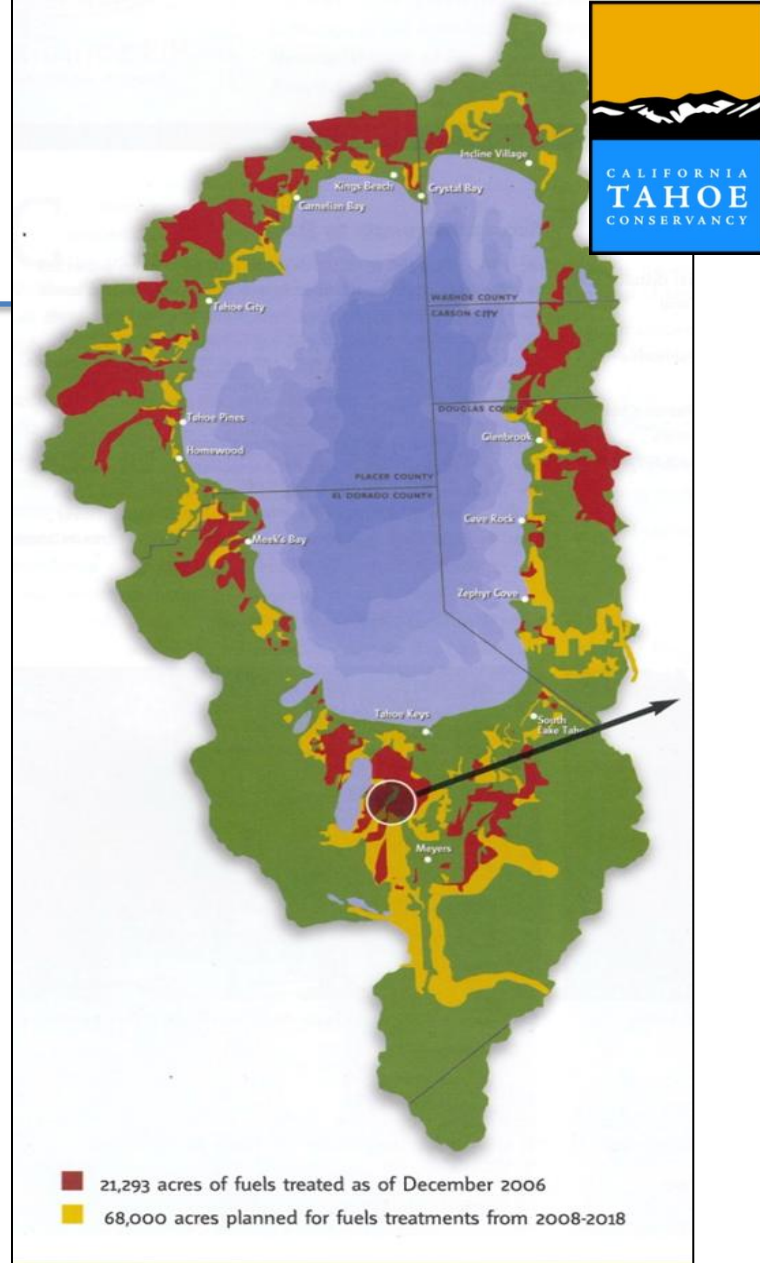 CALIFORNIA
TAHOE
CONSERVANCY
Incline Village
Kings Beach
Crystal Bay
Carnelian Bay
WASHOE COUNTY
CARSON CITY
Tahoe City
DOUGLAS COUN
Tahoe Pines
Glenbrook
Homewood
PLACER COUNTY
EL DORADO COUNTY
Cave Rock
Meek's Bay
Zephyr Cove
Tahoe Keys
South
Lake Taho
Meyers
21,293 acres of fuels treated as of December 2006
68,000 acres planned for fuels treatments from 2008-2018